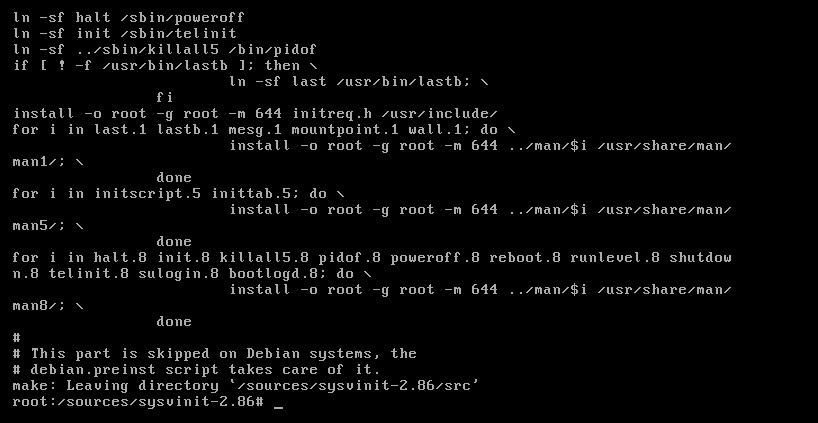 ln -sf halt /sbin/poweroff
ln -sf init /sbin/telinit
ln -sf ../sbin/killall5 /bin/pidof
if [ ! -f /usr/bin/lastb ]; then \
                        ln -sf last /usr/bin/lastb; \
                fi
install -o root -g root -m 644 initreq.h /usr/include/
for i in last.1 lastb.1 mesg.1 mountpoint.1 wall.1; do \
                        install -o root -g root -m 644 ../man/$i /usr/share/man/
man1/; \
                done
for i in initscript.5 inittab.5; do \
                        install -o root -g root -m 644 ../man/$i /usr/share/man/
man5/; \
                done
for i in halt.8 init.8 killall5.8 pidof.8 poweroff.8 reboot.8 runlevel.8 shutdow
n.8 telinit.8 sulogin.8 bootlogd.8; do \
                        install -o root -g root -m 644 ../man/$i /usr/share/man/
man8/; \
                done
#
# This part is skipped on Debian systems, the
# debian.preinst script takes care of it.
make: Leaving directory `/sources/sysvinit-2.86/src'
root:/sources/sysvinit-2.86# _